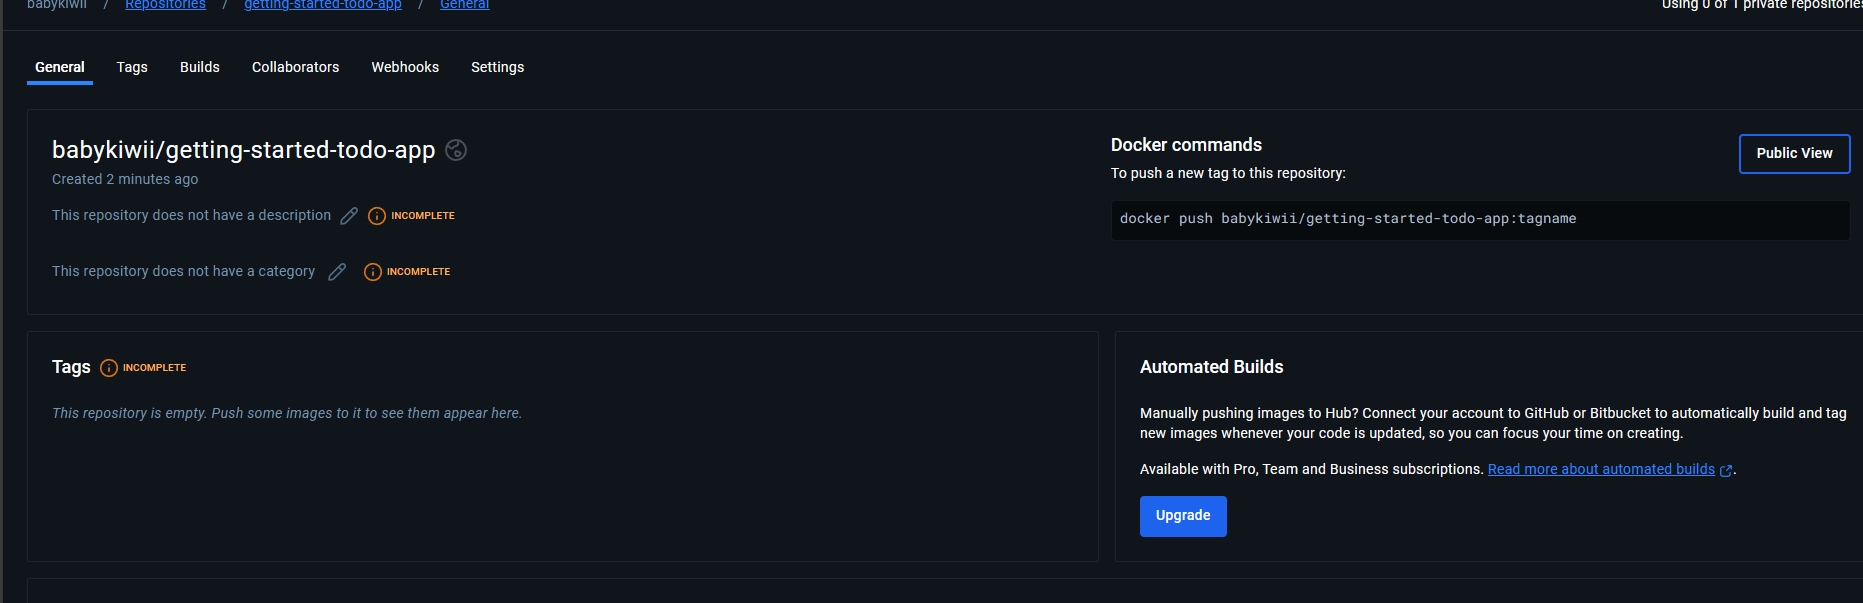 babykiwii / Repositories / getting-started-todo-app / General
Using 0 of 1 private repositories
General Tags Builds Collaborators Webhooks Settings
babykiwii/getting-started-todo-app
Created 2 minutes ago
This repository does not have a description INCOMPLETE
This repository does not have a category INCOMPLETE
Docker commands
To push a new tag to this repository:
Public View
docker push babykiwii/getting-started-todo-app:tagname
Tags INCOMPLETE
This repository is empty. Push some images to it to see them appear here.
Automated Builds
Manually pushing images to Hub? Connect your account to GitHub or Bitbucket to automatically build and tag
new images whenever your code is updated, so you can focus your time on creating.
Available with Pro, Team and Business subscriptions. Read more about automated builds .
Upgrade